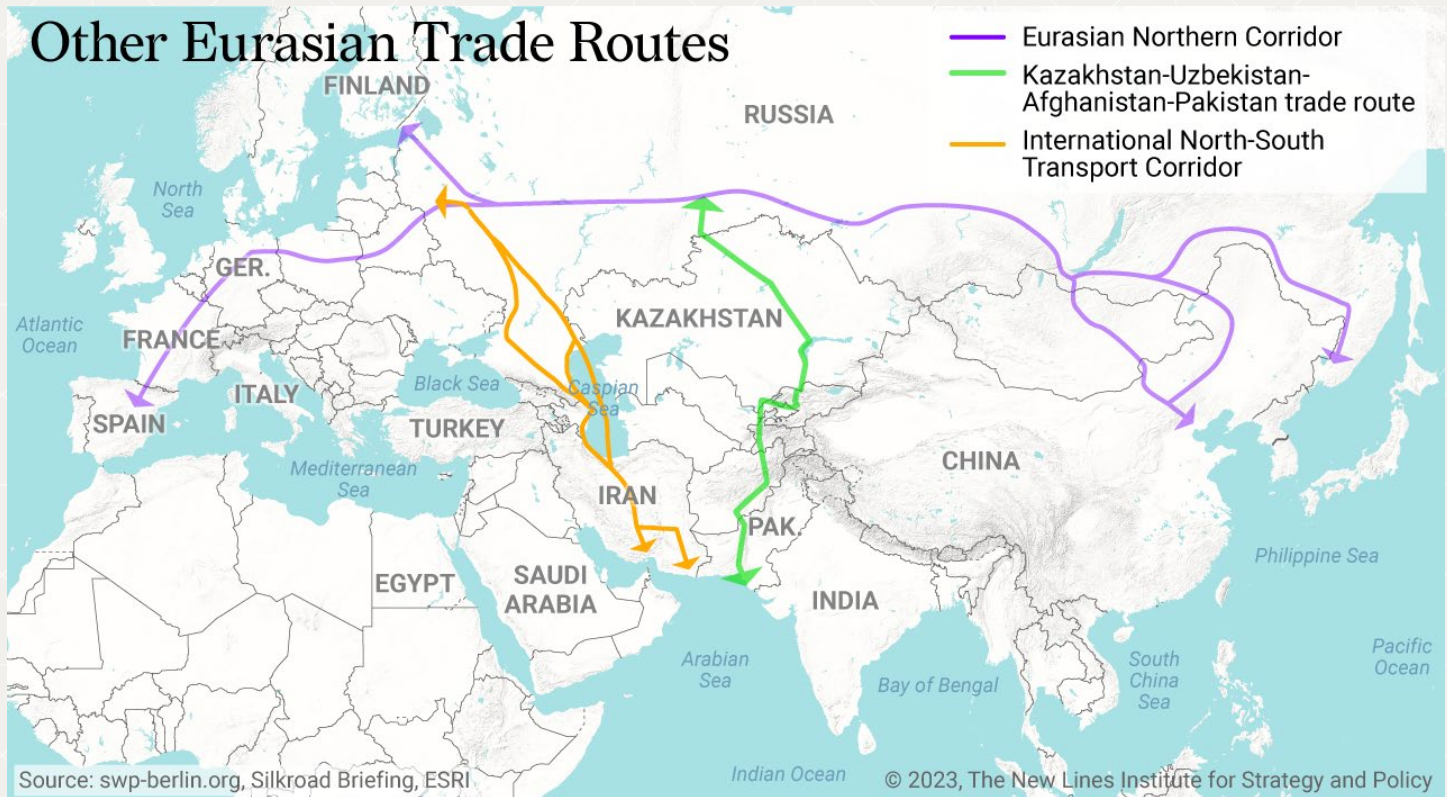 Other Eurasian Trade Routes
Eurasian Northern Corridor
Kazakhstan-Uzbekistan-
Afghanistan-Pakistan trade route
International North-South
Transport Corridor
FINLAND
RUSSIA
North
Sea
GER.
Atlantic
Ocean
FRANCE
KAZAKHSTAN
Black Sea
Caspian
Sea
ITALY
SPAIN
TURKEY
Mediterranean
Sea
CHINA
IRAN
PAK.
EGYPT
SAUDI
ARABIA
INDIA
Philippine Sea
Arabian
Sea
Bay of Bengal
South
China
Sea
Pacific
Ocean
Indian Ocean
Source: swp-berlin.org, Silkroad Briefing, ESRI
© 2023, The New Lines Institute for Strategy and Policy